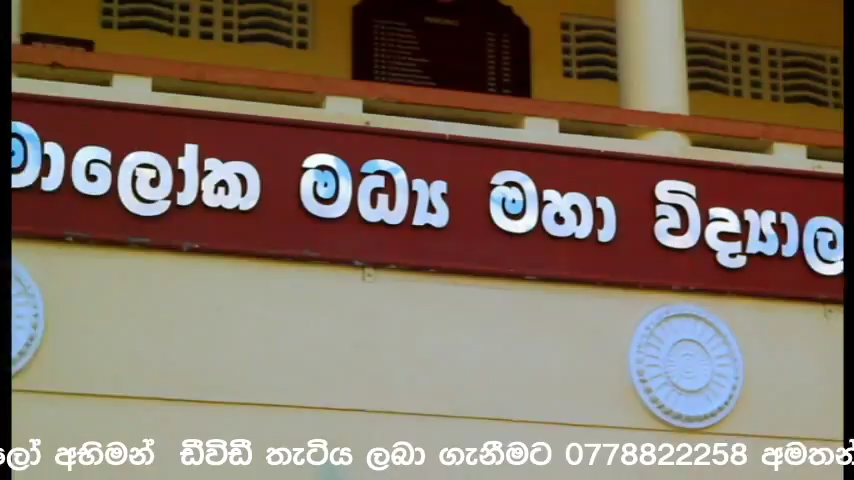 මාලෝක මධ්‍ය මහා විද්‍යාල
ලෝ අභිමන් ඩීවිඩී තැටිය ලබා ගැනීමට 0778822258 අමතන්